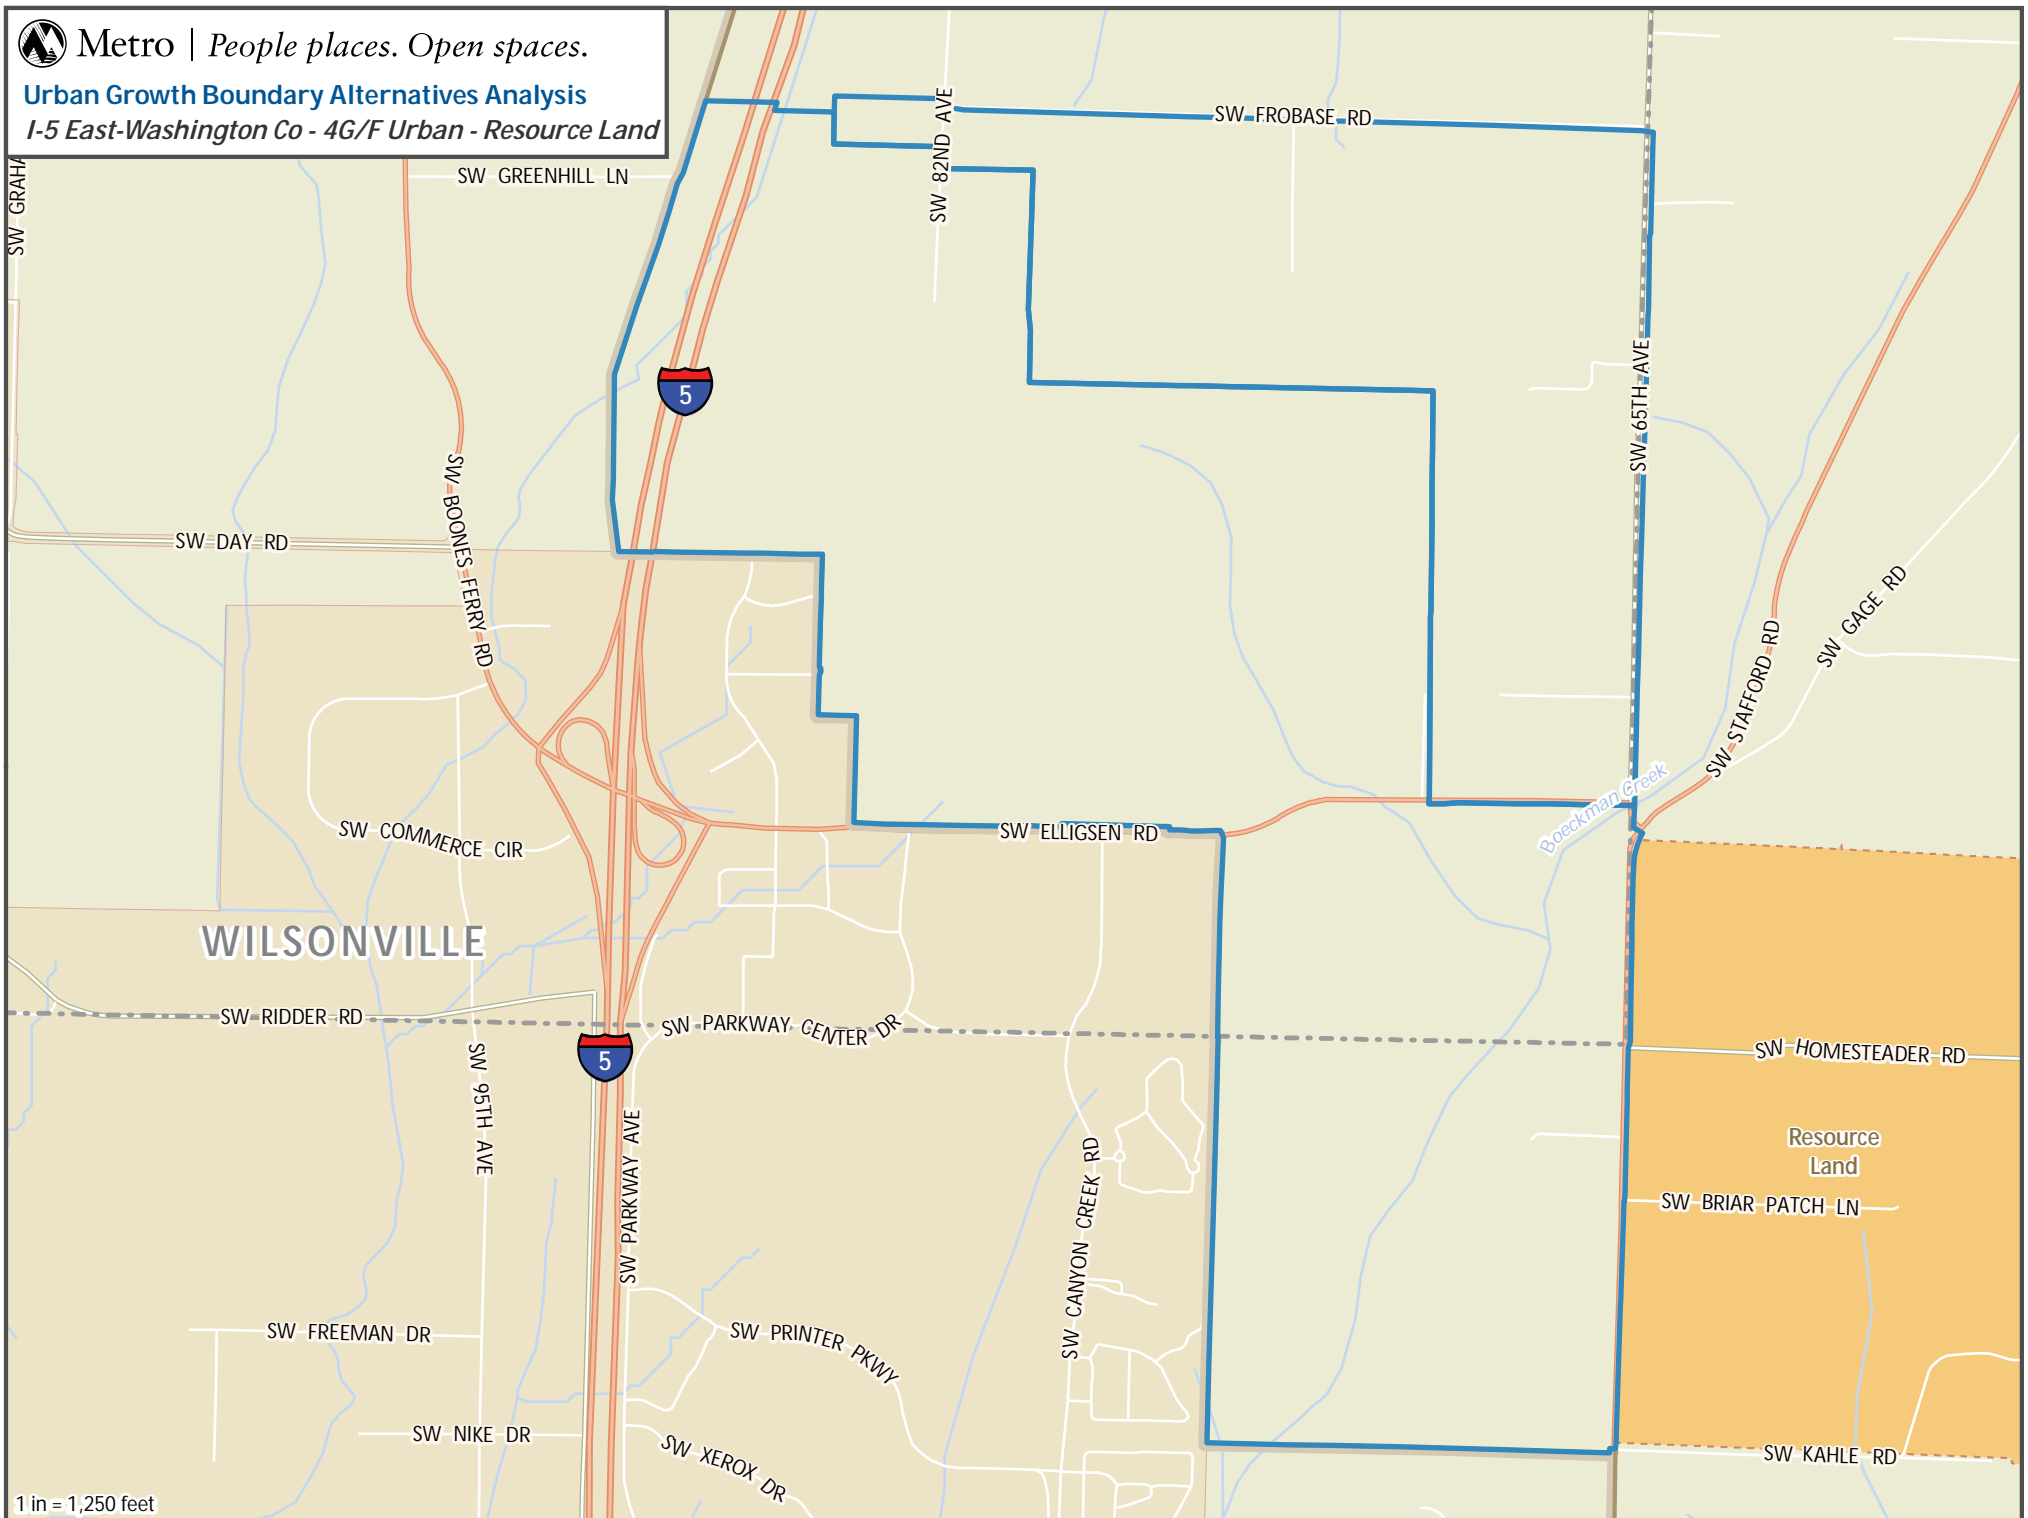 Metro | People places. Open spaces.
Urban Growth Boundary Alternatives Analysis
I-5 East-Washington Co - 4G/F Urban - Resource Land
SW GRAHA
SW GREENHILL LN
SW 82ND AVE
SW FROBASE RD
5
SW 65TH AVE
SW BOONES FERRY RD
SW DAY RD
SW GAGE RD
SW STAFFORD RD
Boeckman Creek
SW COMMERCE CIR
SW ELLIGSEN RD
WILSONVILLE
SW RIDDER RD
SW PARKWAY CENTER DR
5
SW HOMESTEADER RD
SW 95TH AVE
SW PARKWAY AVE
SW CANYON CREEK RD
Resource
Land
SW BRIAR PATCH LN
SW FREEMAN DR
SW PRINTER PKWY
SW NIKE DR
SW XEROX DR
SW KAHLE RD
1 in = 1,250 feet